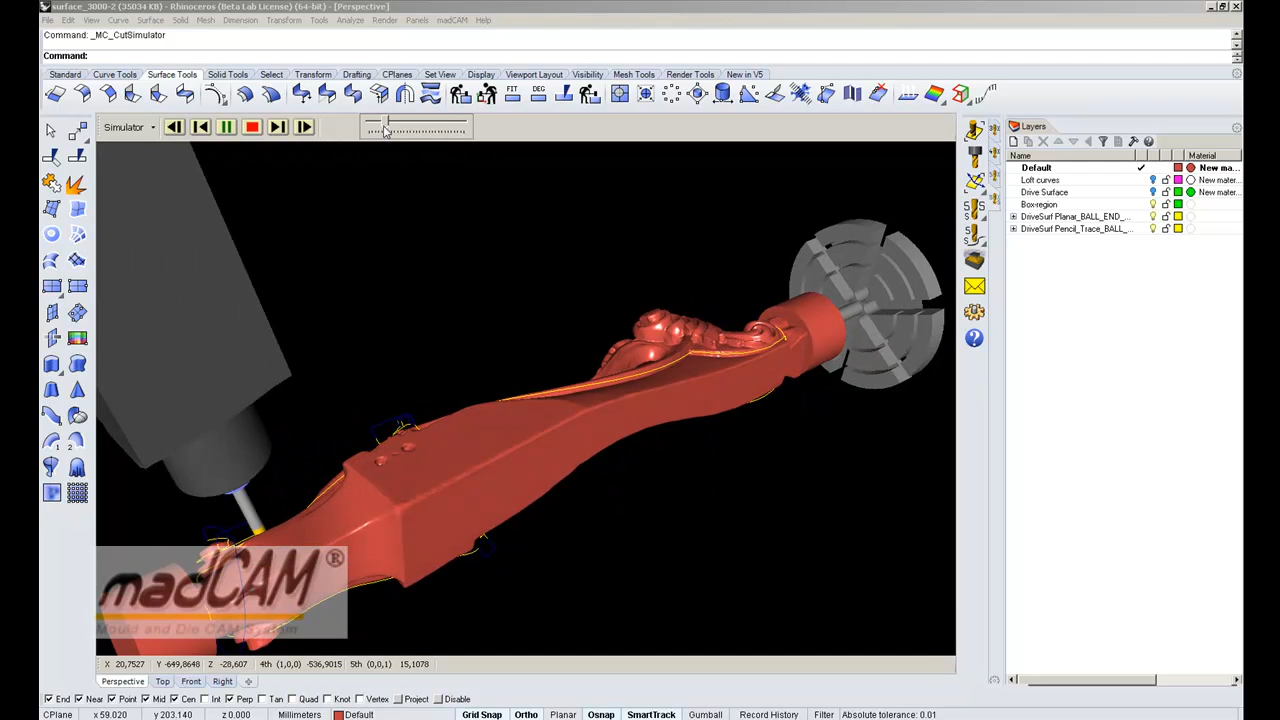 surface_3000-2 (35034 KB) - Rhinoceros (Beta Lab License) (64-bit) - [Perspective]
File Edit View Curve Surface Solid Mesh Dimension Transform Tools Analyze Render Panels madCAM Help
Command: _MC_CutSimulator
Command:
Standard Curve Tools Surface Tools Solid Tools Select Transform Drafting CPlanes Set View Display Viewport Layout Visibility Mesh Tools Render Tools New in V5
FIT DEG
Simulator
Layers
Name Material
Default New ma...
Loft curves New mater...
Drive Surface New mater...
Box-region
DriveSurf Planar_BALL_END_...
DriveSurf Pencil_Trace_BALL_...
madCAM®
Mould and Die CAM System
X 20,7527 Y -649,8648 Z -28,607 4th (1,0,0) -536,9015 5th (0,0,1) 15,1078
Perspective Top Front Right
End Near Point Mid Cen Int Perp Tan Quad Knot Vertex Project Disable
CPlane x 59.020 y 203.140 z 0.000 Millimeters Default Grid Snap Ortho Planar Osnap SmartTrack Gumball Record History Filter Absolute tolerance: 0.01